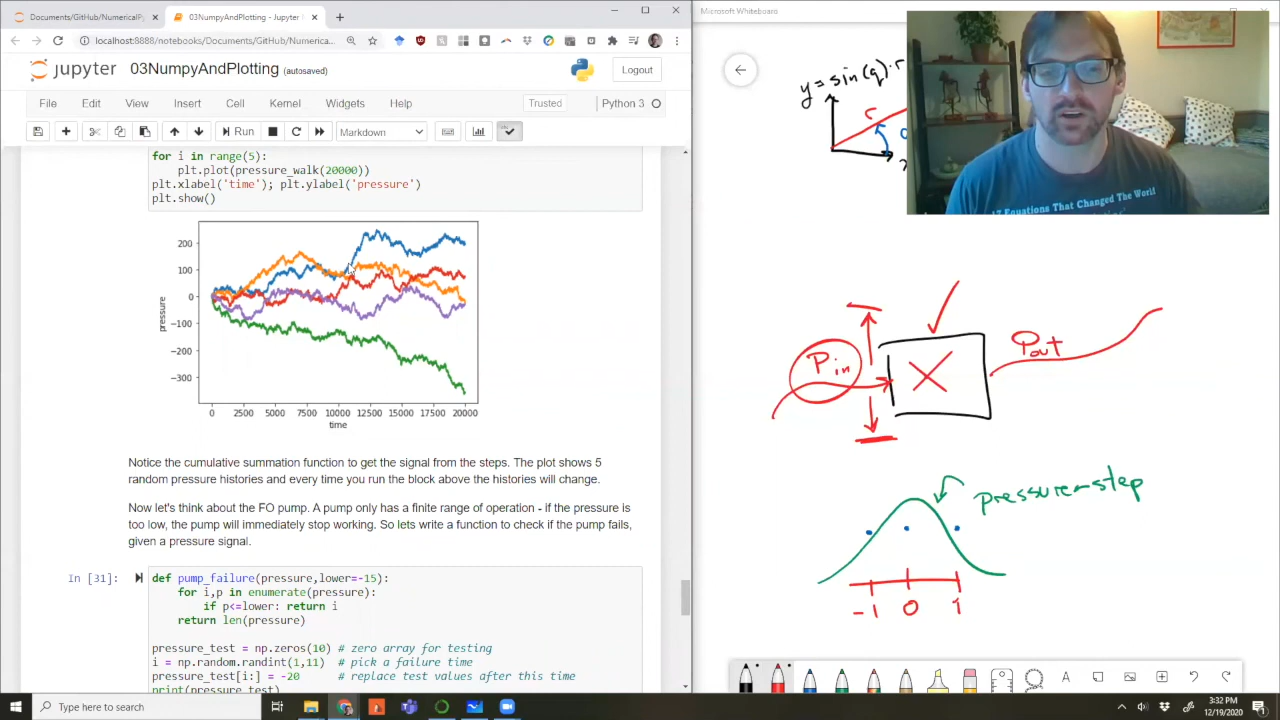 Documents/GitHub/NumericalPy
03NumpyAndPlotting - Jupyter N
localhost:8888/notebooks/Documents/GitHub/Numerica...
jupyter 03NumpyAndPlotting (autosaved)
Logout
File Edit View Insert Cell Kernel Widgets Help
Trusted
Python 3
Run
Markdown
for i in range(5):
plt.plot(pressure_walk(20000))
plt.xlabel('time'); plt.ylabel('pressure')
plt.show()
200
100
0
−100
−200
−300
pressure
0 2500 5000 7500 10000 12500 15000 17500 20000
time
Notice the cumulative summation function to get the signal from the steps. The plot shows 5
random pressure histories and every time you run the block above the histories will change.
Now let's think about the FO pump. A pump only has a finite range of operation - if the pressure is
too low, the pump will immediately stop working. So lets write a function to check if the pump fails,
given a pressure signal.
In [31]:
def pump_failure(pressure,lower=-15):
for i,p in enumerate(pressure):
if p<=lower: return i
return len(pressure)
pressure_test = np.zeros(10) # zero array for testing
i = np.random.randint(1,11) # pick a failure time
pressure_test[i:] = -20 # replace test values after this time
print(pressure_test)
Microsoft Whiteboard
y = sin(q)·r
r
17 Equations That Changed The World
Pin
Pout
pressure-step
-1 0 1
A
Type here to search
3:32 PM
12/19/2020